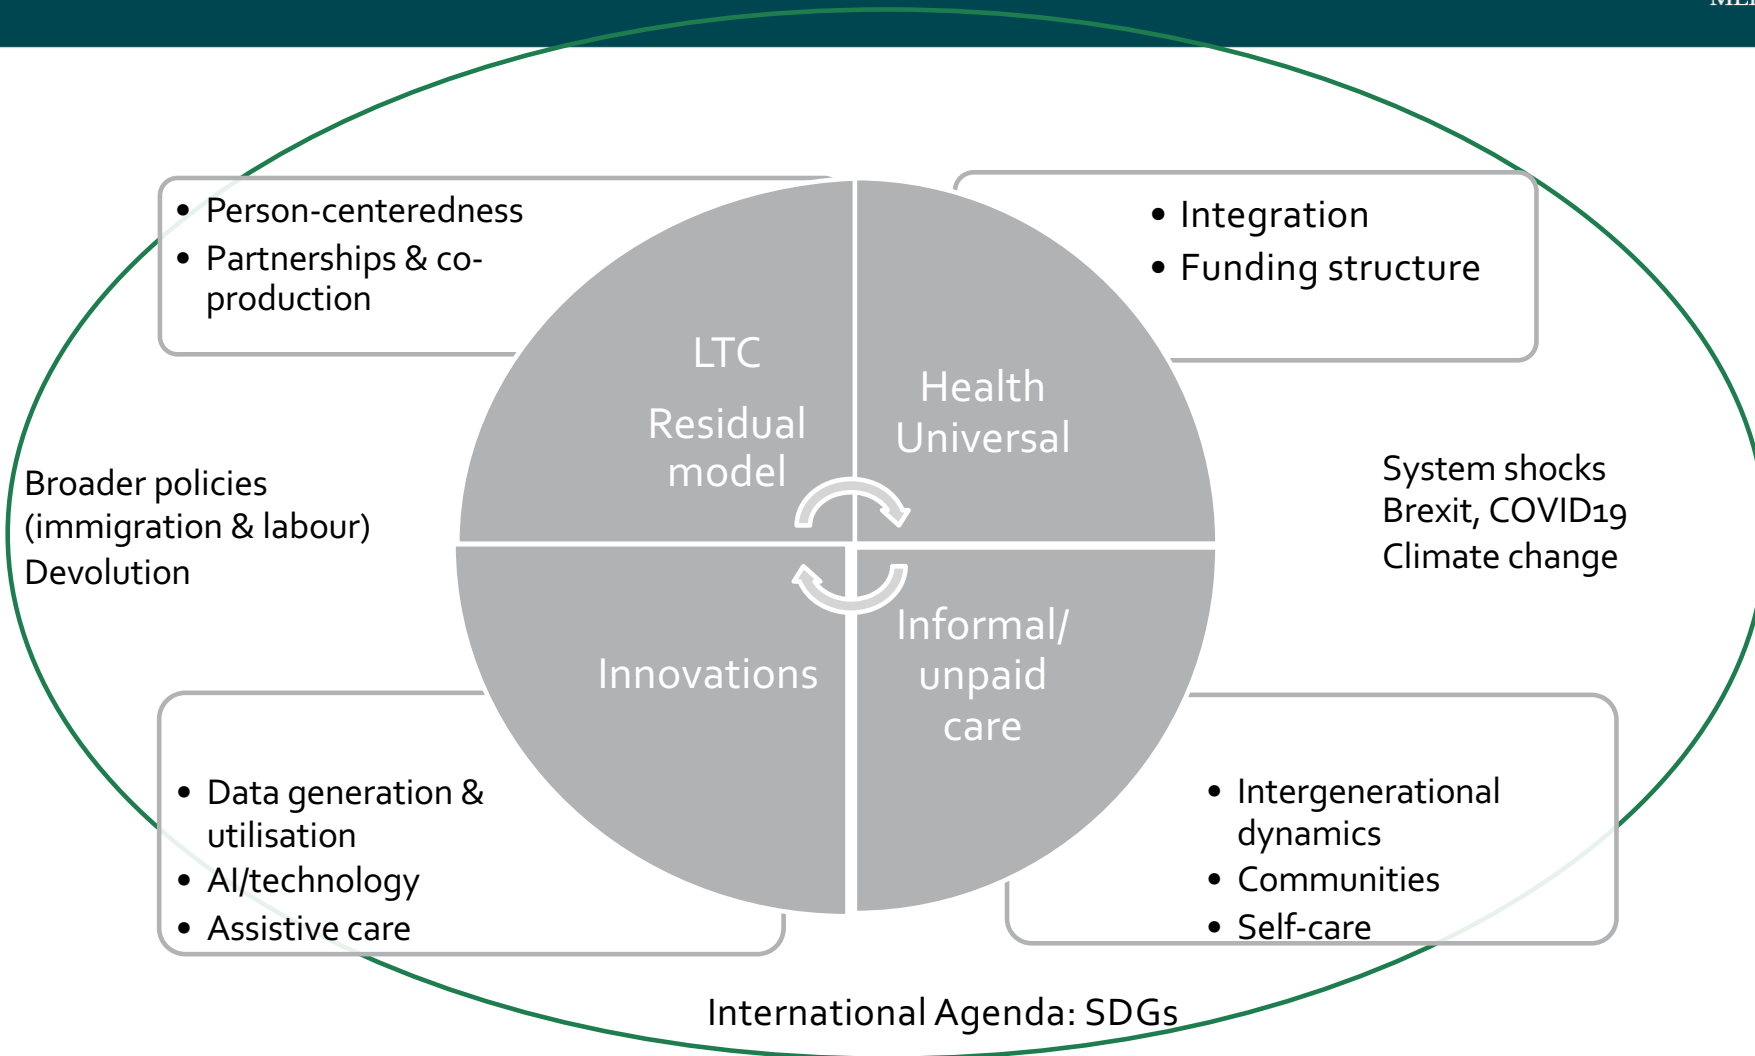 • Person-centeredness
• Partnerships & co-
production
• Integration
• Funding structure
LTC
Residual
model
Health
Universal
Broader policies
(immigration & labour)
Devolution
System shocks
Brexit, COVID19
Climate change
Innovations
Informal/
unpaid
care
• Data generation &
utilisation
• AI/technology
• Assistive care
• Intergenerational
dynamics
• Communities
• Self-care
International Agenda: SDGs